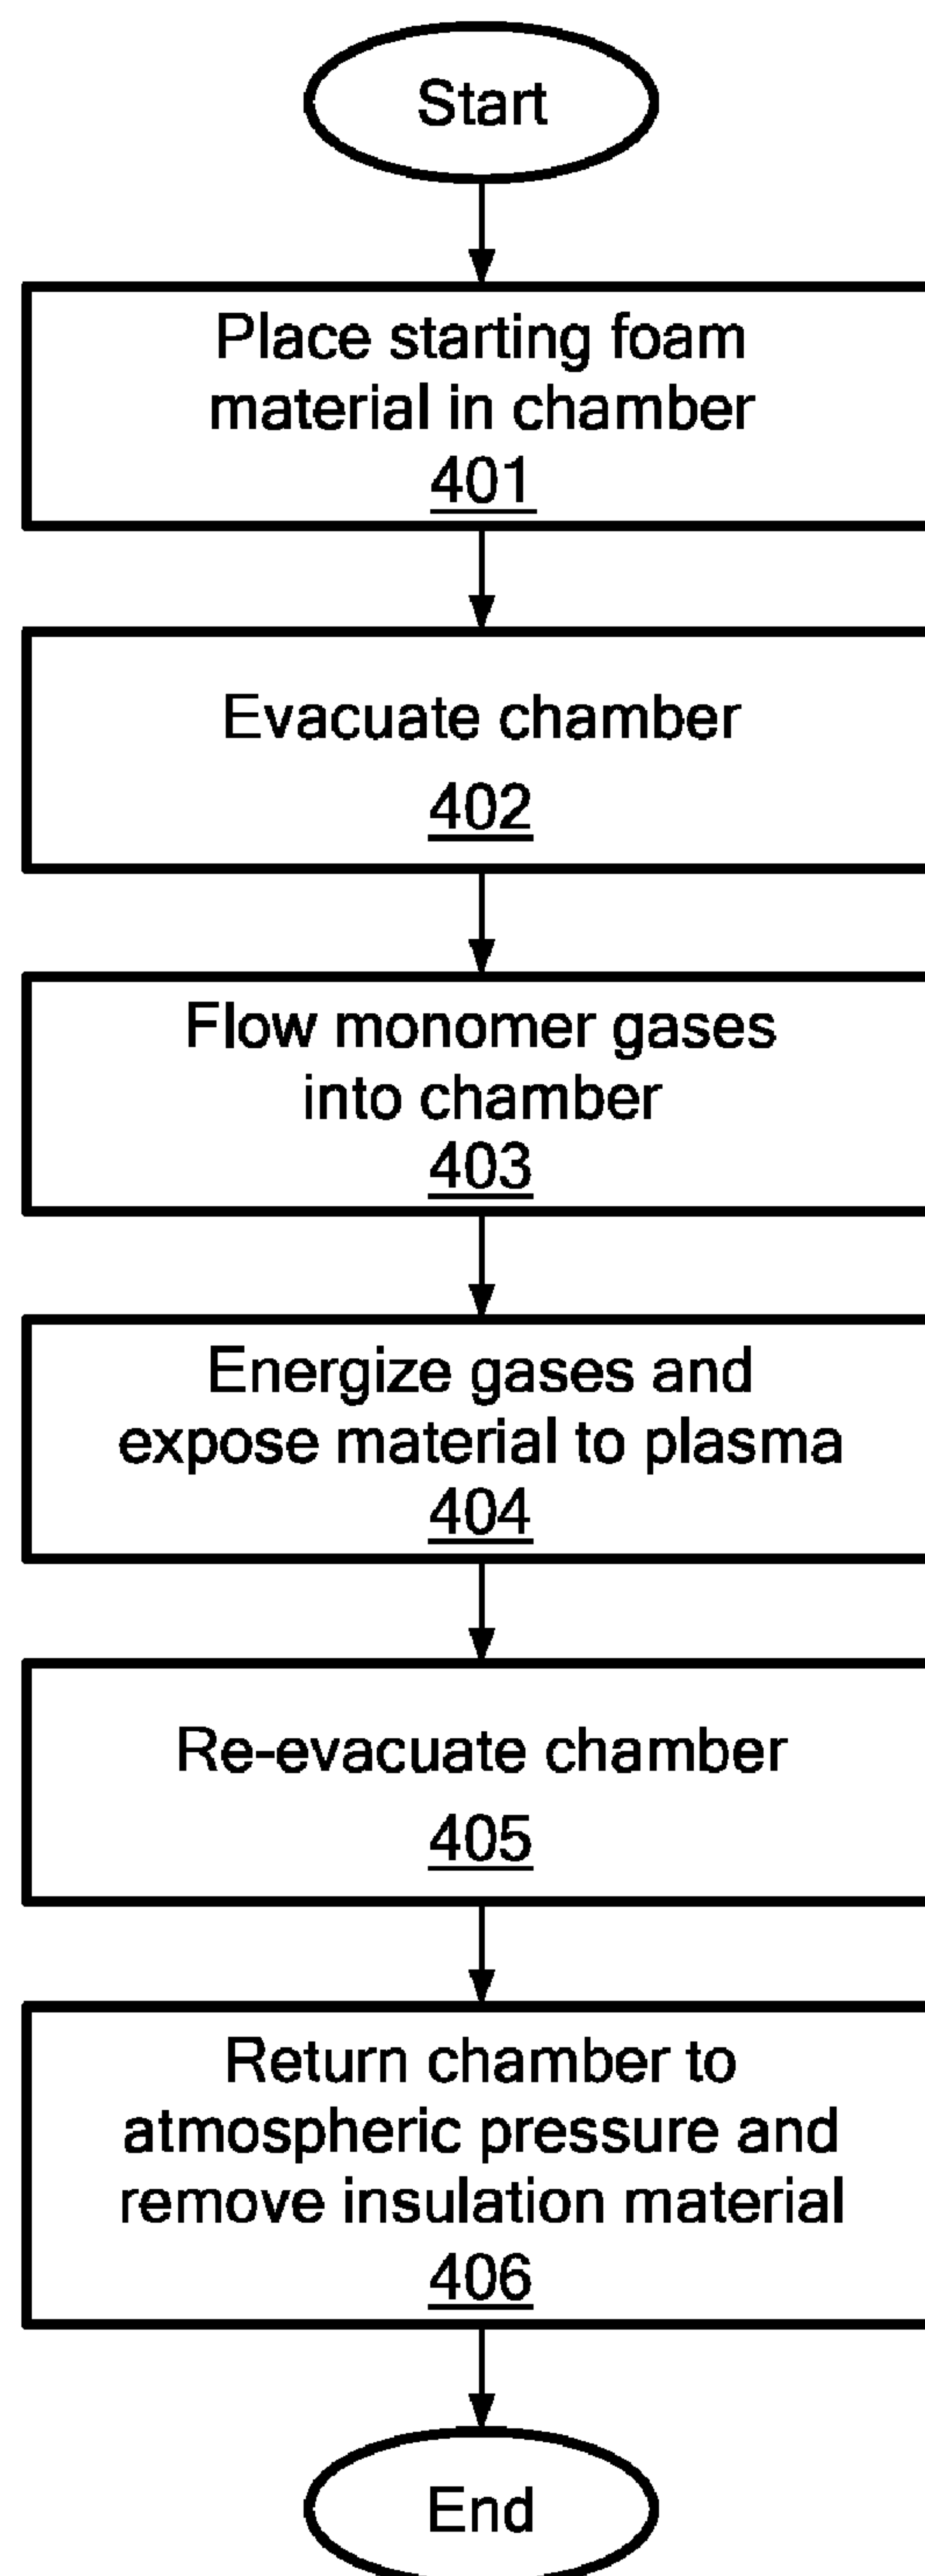 Start
Place starting foam
material in chamber
401
Evacuate chamber
402
Flow monomer gases
into chamber
403
Energize gases and
expose material to plasma
404
Re-evacuate chamber
405
Return chamber to
atmospheric pressure and
remove insulation material
406
End